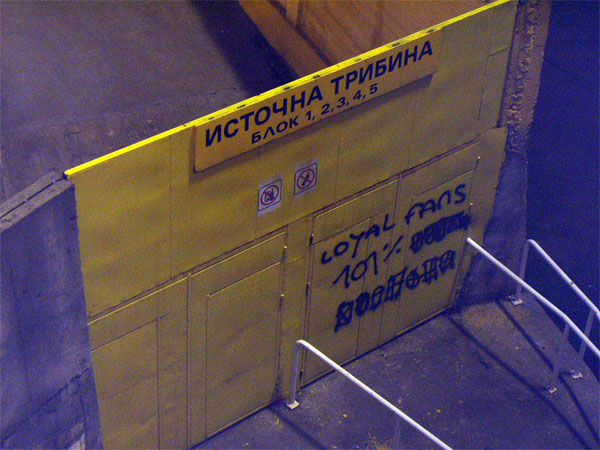 ИСТОЧНА ТРИБИНА
БЛОК 1, 2, 3, 4, 5
LOYAL FANS
101%